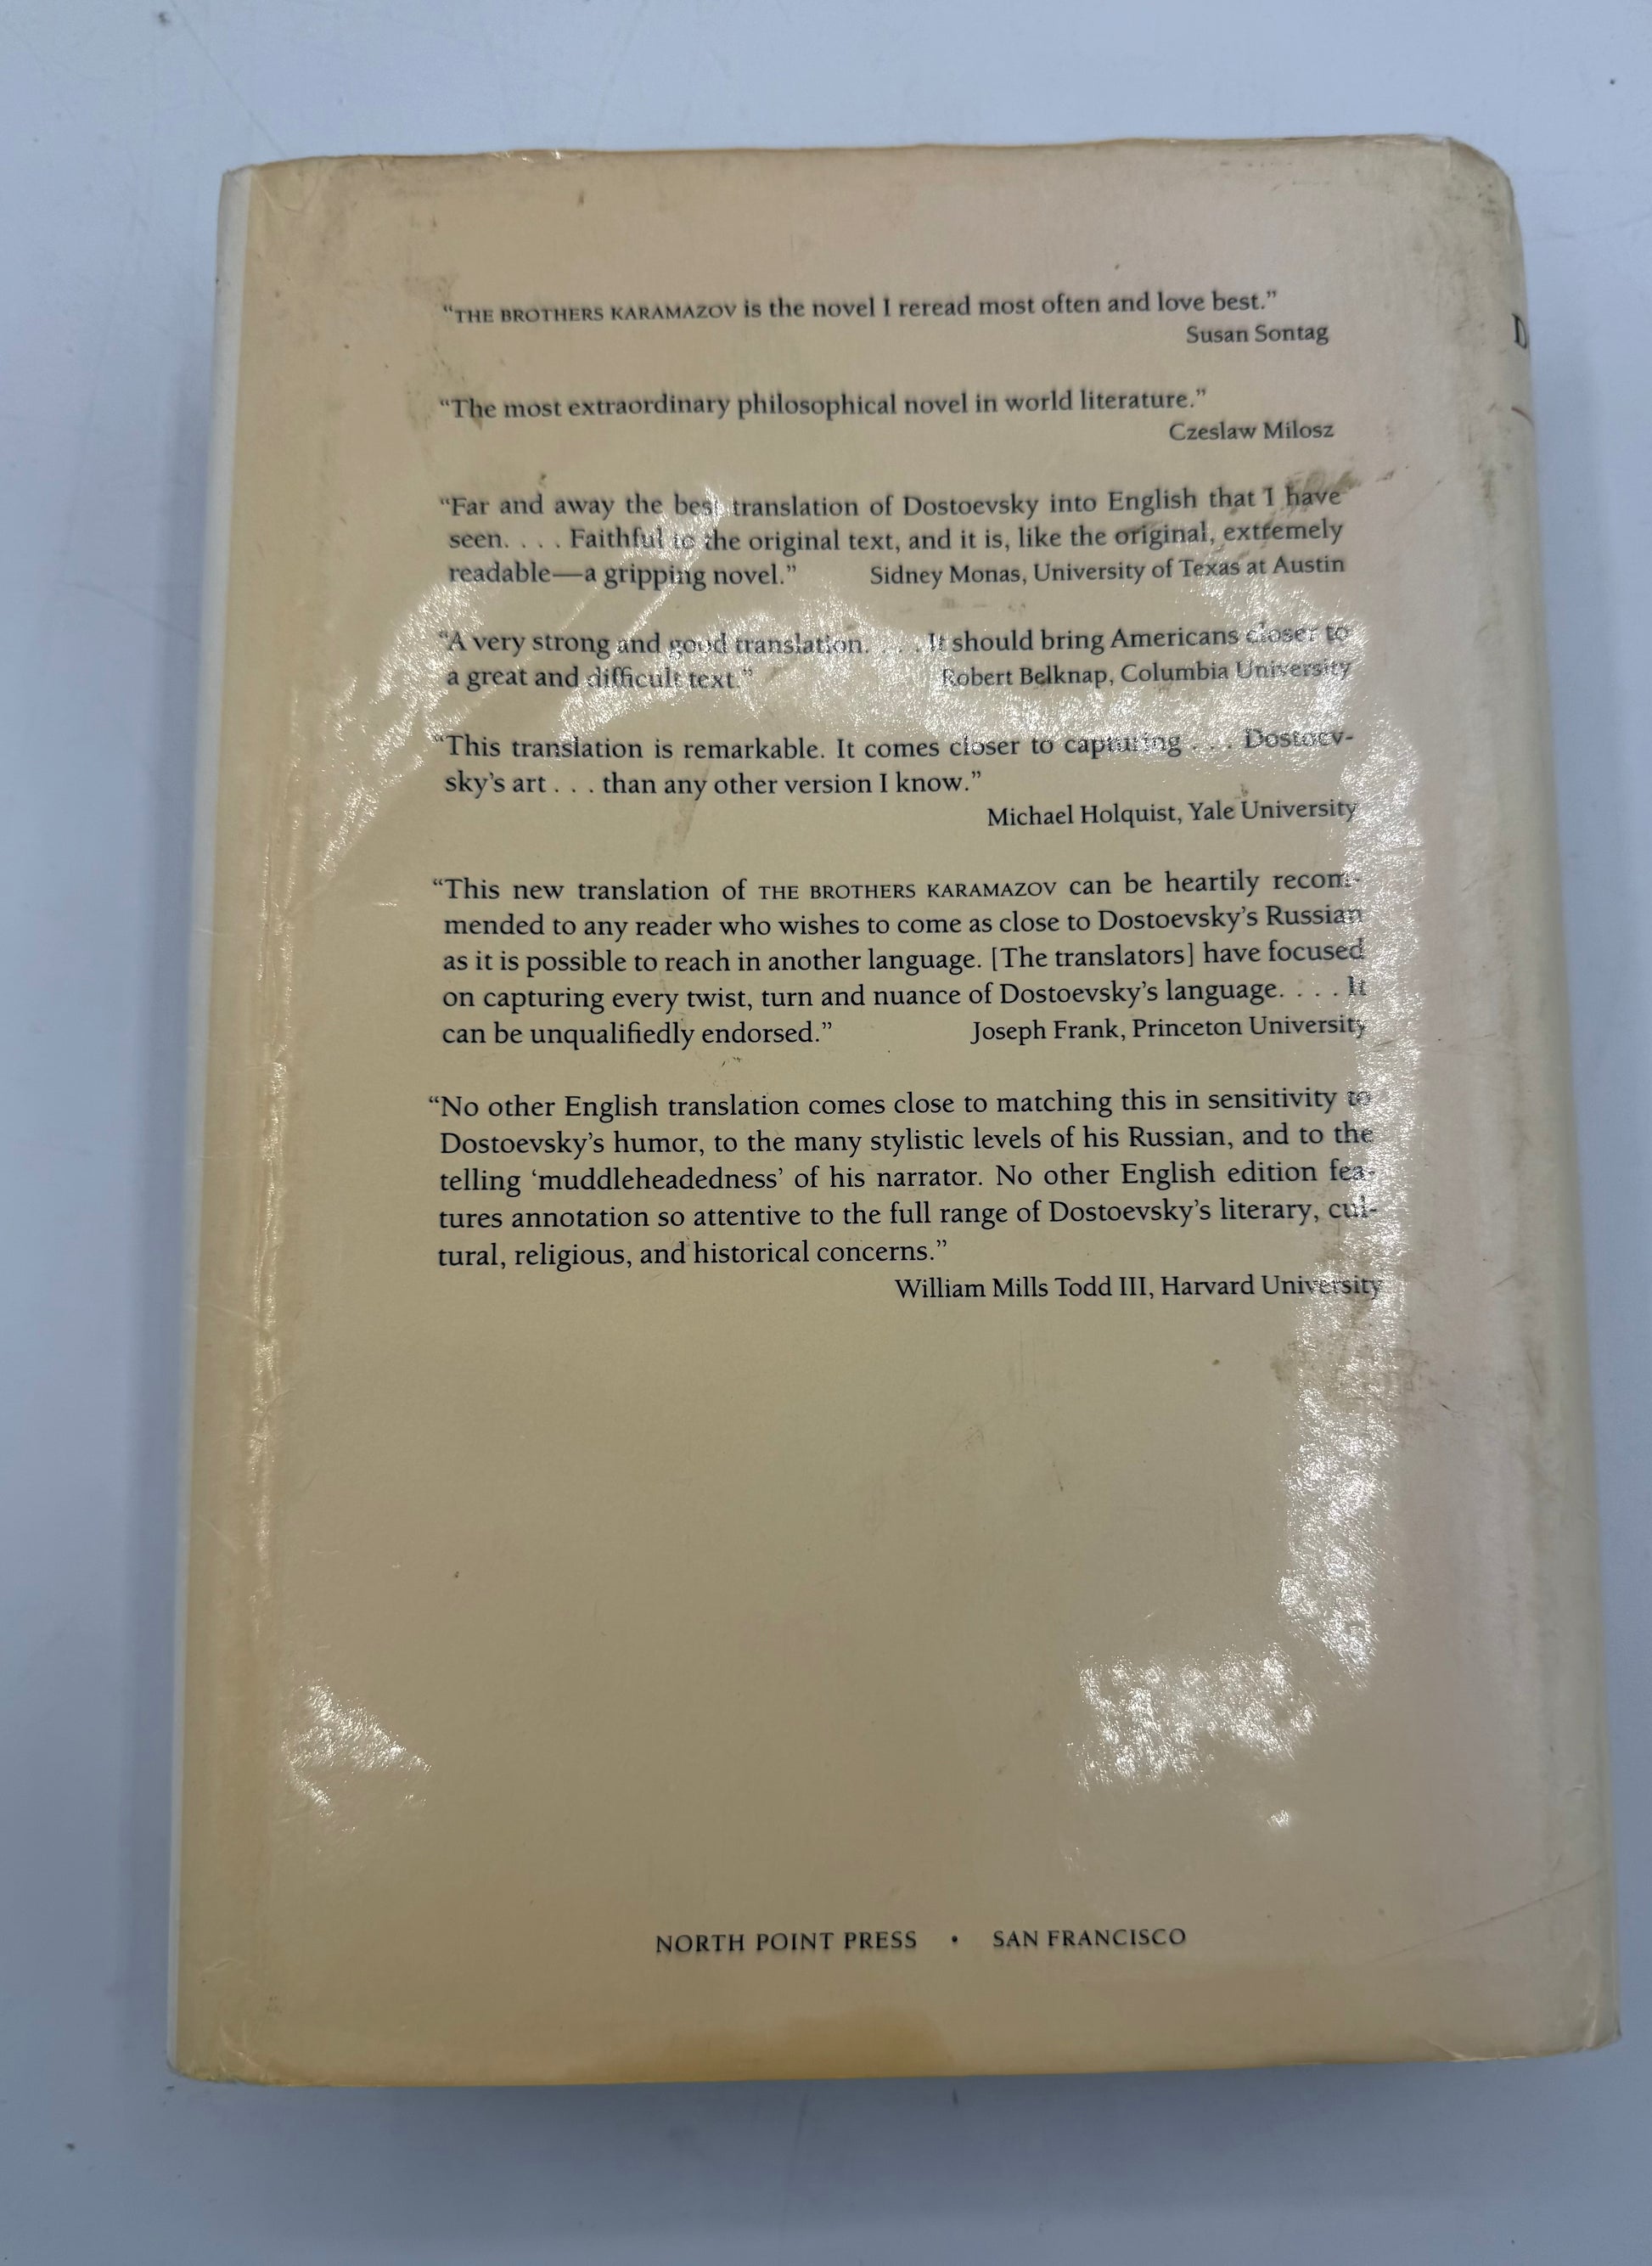 “THE BROTHERS KARAMAZOV is the novel I reread most often and love best.”
Susan Sontag
“The most extraordinary philosophical novel in world literature.”
Czeslaw Milosz
“Far and away the best translation of Dostoevsky into English that I have
seen. . . . Faithful to the original text, and it is, like the original, extremely
readable—a gripping novel.” Sidney Monas, University of Texas at Austin
“A very strong and good translation. . . . It should bring Americans closer to
a great and difficult text.” Robert Belknap, Columbia University
“This translation is remarkable. It comes closer to capturing . . . Dostoev-
sky’s art . . . than any other version I know.”
Michael Holquist, Yale University
“This new translation of THE BROTHERS KARAMAZOV can be heartily recom-
mended to any reader who wishes to come as close to Dostoevsky’s Russian
as it is possible to reach in another language. [The translators] have focused
on capturing every twist, turn and nuance of Dostoevsky’s language. . . . It
can be unqualifiedly endorsed.” Joseph Frank, Princeton University
“No other English translation comes close to matching this in sensitivity to
Dostoevsky’s humor, to the many stylistic levels of his Russian, and to the
telling ‘muddleheadedness’ of his narrator. No other English edition fea-
tures annotation so attentive to the full range of Dostoevsky’s literary, cul-
tural, religious, and historical concerns.”
William Mills Todd III, Harvard University
NORTH POINT PRESS • SAN FRANCISCO